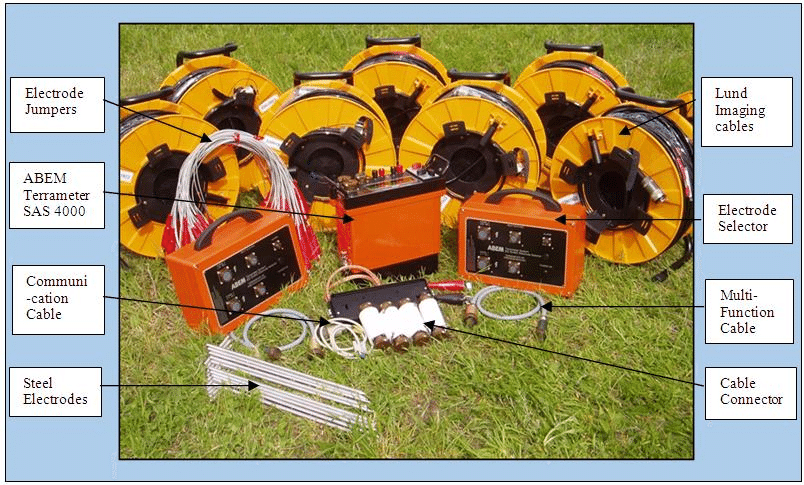 Electrode
Jumpers
ABEM
Terrameter
SAS 4000
Communi
-cation
Cable
Steel
Electrodes
Lund
Imaging
cables
Electrode
Selector
Multi-
Function
Cable
Cable
Connector
ABEM
ABEM